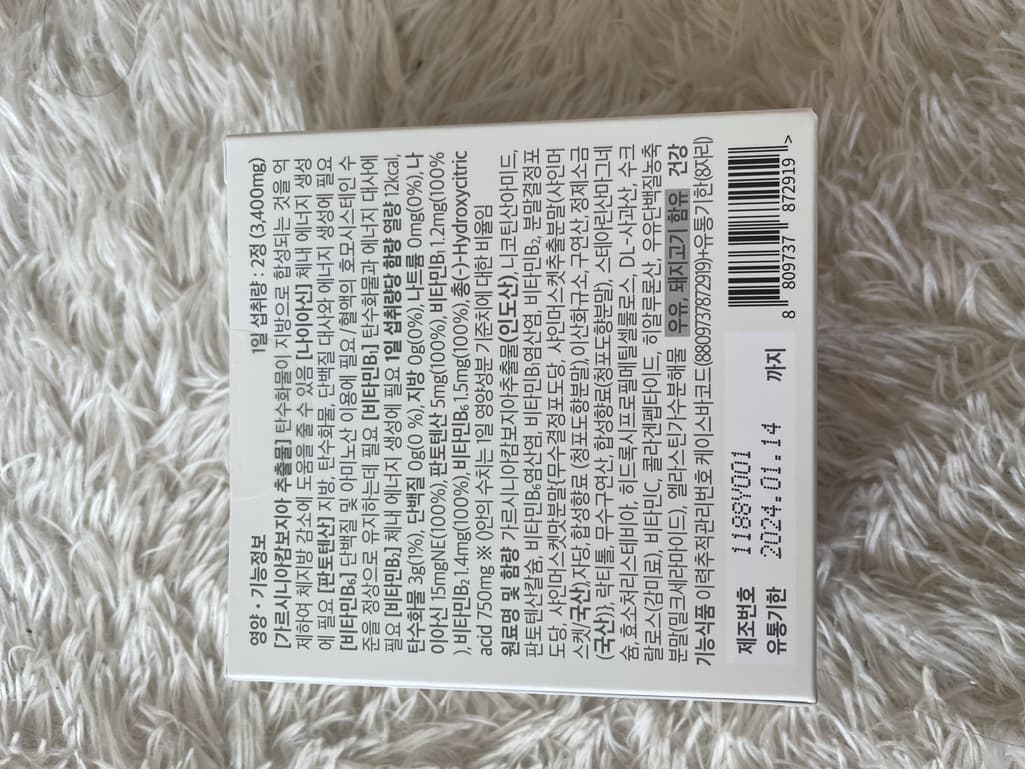 영양 • 기능정보 1일 섭취량 : 2정 (3,400mg)
[가르시니아캄보지아 추출물] 탄수화물이 지방으로 합성되는 것을 억
제하여 체지방 감소에 도움을 줄 수 있음 [나이아신] 체내 에너지 생성
에 필요 [판토텐산] 지방, 탄수화물, 단백질 대사와 에너지 생성에 필요
[비타민B₆] 단백질 및 아미노산 이용에 필요/혈액의 호모시스테인 수
준을 정상으로 유지하는데 필요 [비타민B₁] 탄수화물과 에너지 대사에
필요 [비타민B₂] 체내 에너지 생성에 필요 1일 섭취량당 함량 열량 12kcal,
탄수화물 3g(1%), 단백질 0g(0 %), 지방 0g(0%), 나트륨 0mg(0%), 나
이아신 15mgNE(100%), 판토텐산 5mg(100%), 비타민B₁ 1.2mg(100%
), 비타민B₂ 1.4mg(100%), 비타민B₆ 1.5mg(100%), 총(-)-Hydroxycitric
acid 750mg ※ ()안의 수치는 1일 영양성분 기준치에 대한 비율임
원료명 및 함량 가르시니아캄보지아추출물(인도산), 니코틴산아미드,
판토텐산칼슘, 비타민B₆염산염, 비타민B₁염산염, 비타민B₂, 분말결정포
도당, 샤인머스켓맛분말{무수결정포도당, 샤인머스켓추출분말(샤인머
스켓/국산) 자당, 합성향료 (청포도향분말), 이산화규소, 구연산, 정제소금
(국산)}, 락티톨, 무수구연산, 합성향료(청포도향분말), 스테아린산마그네
슘, 효소처리스테비아, 히드록시프로필메틸셀룰로스, DL-사과산, 수크
랄로스(감미료), 비타민C, 콜라겐펩타이드, 히알루론산, 우유단백질농축
분말(밀크세라마이드), 엘라스틴가수분해물 우유, 돼지고기 함유 건강
기능식품 이력추적관리번호 케이스바코드(8809737872919)+유통기한(8자리)
제조번호 1188Y001
유통기한 2024.01.14 까지
8 809737 872919 >